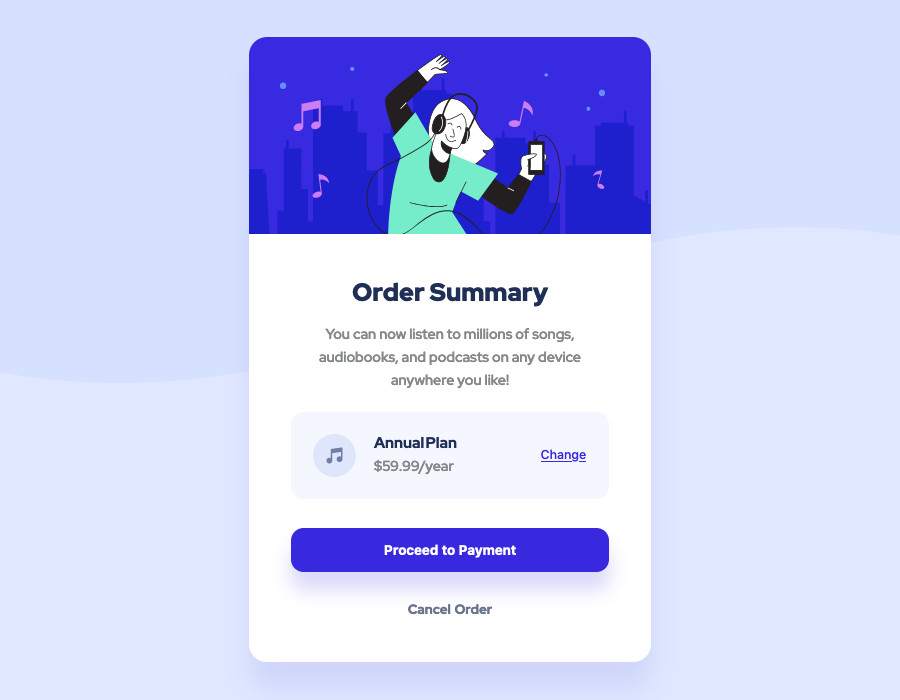 Order Summary
You can now listen to millions of songs,
audiobooks, and podcasts on any device
anywhere you like!
Annual Plan
$59.99/year
Change
Proceed to Payment
Cancel Order